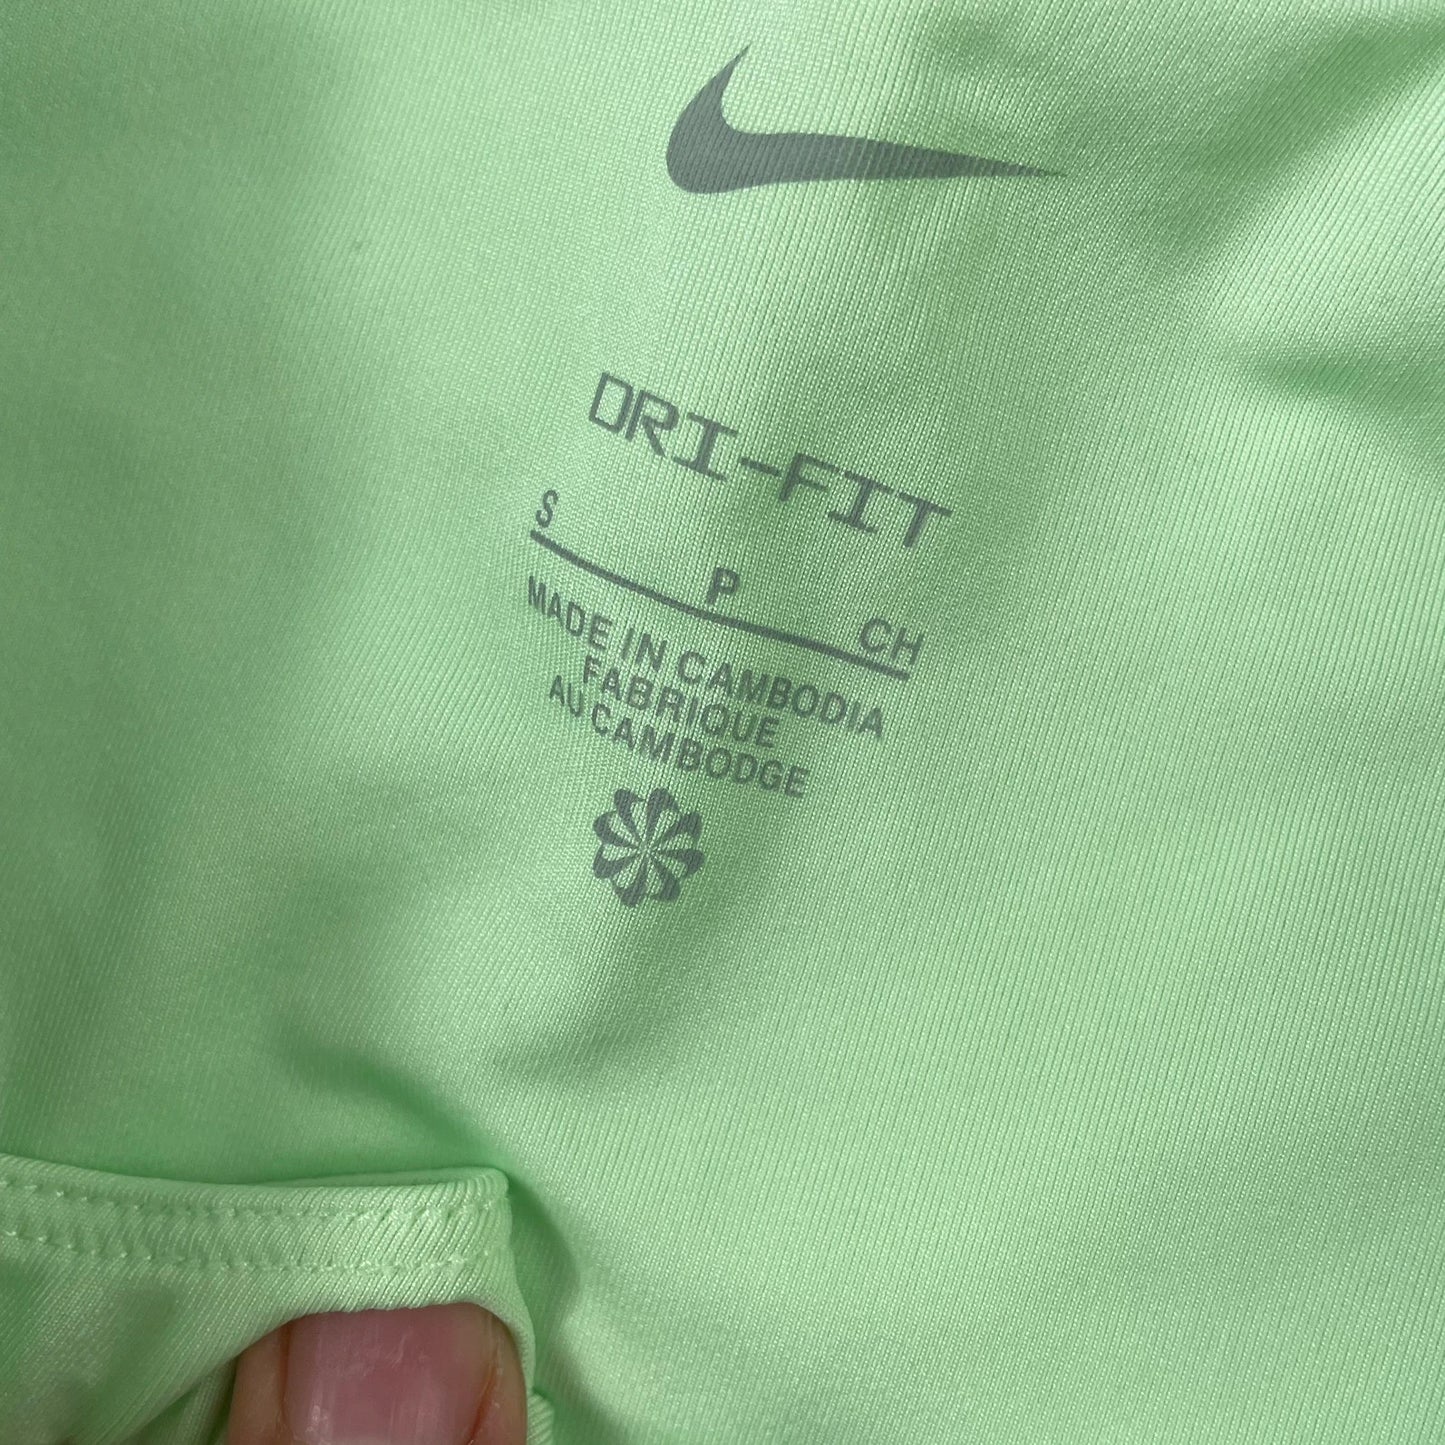 DRI-FIT
S P CH
MADE IN CAMBODIA
FABRIQUE
AU CAMBODGE